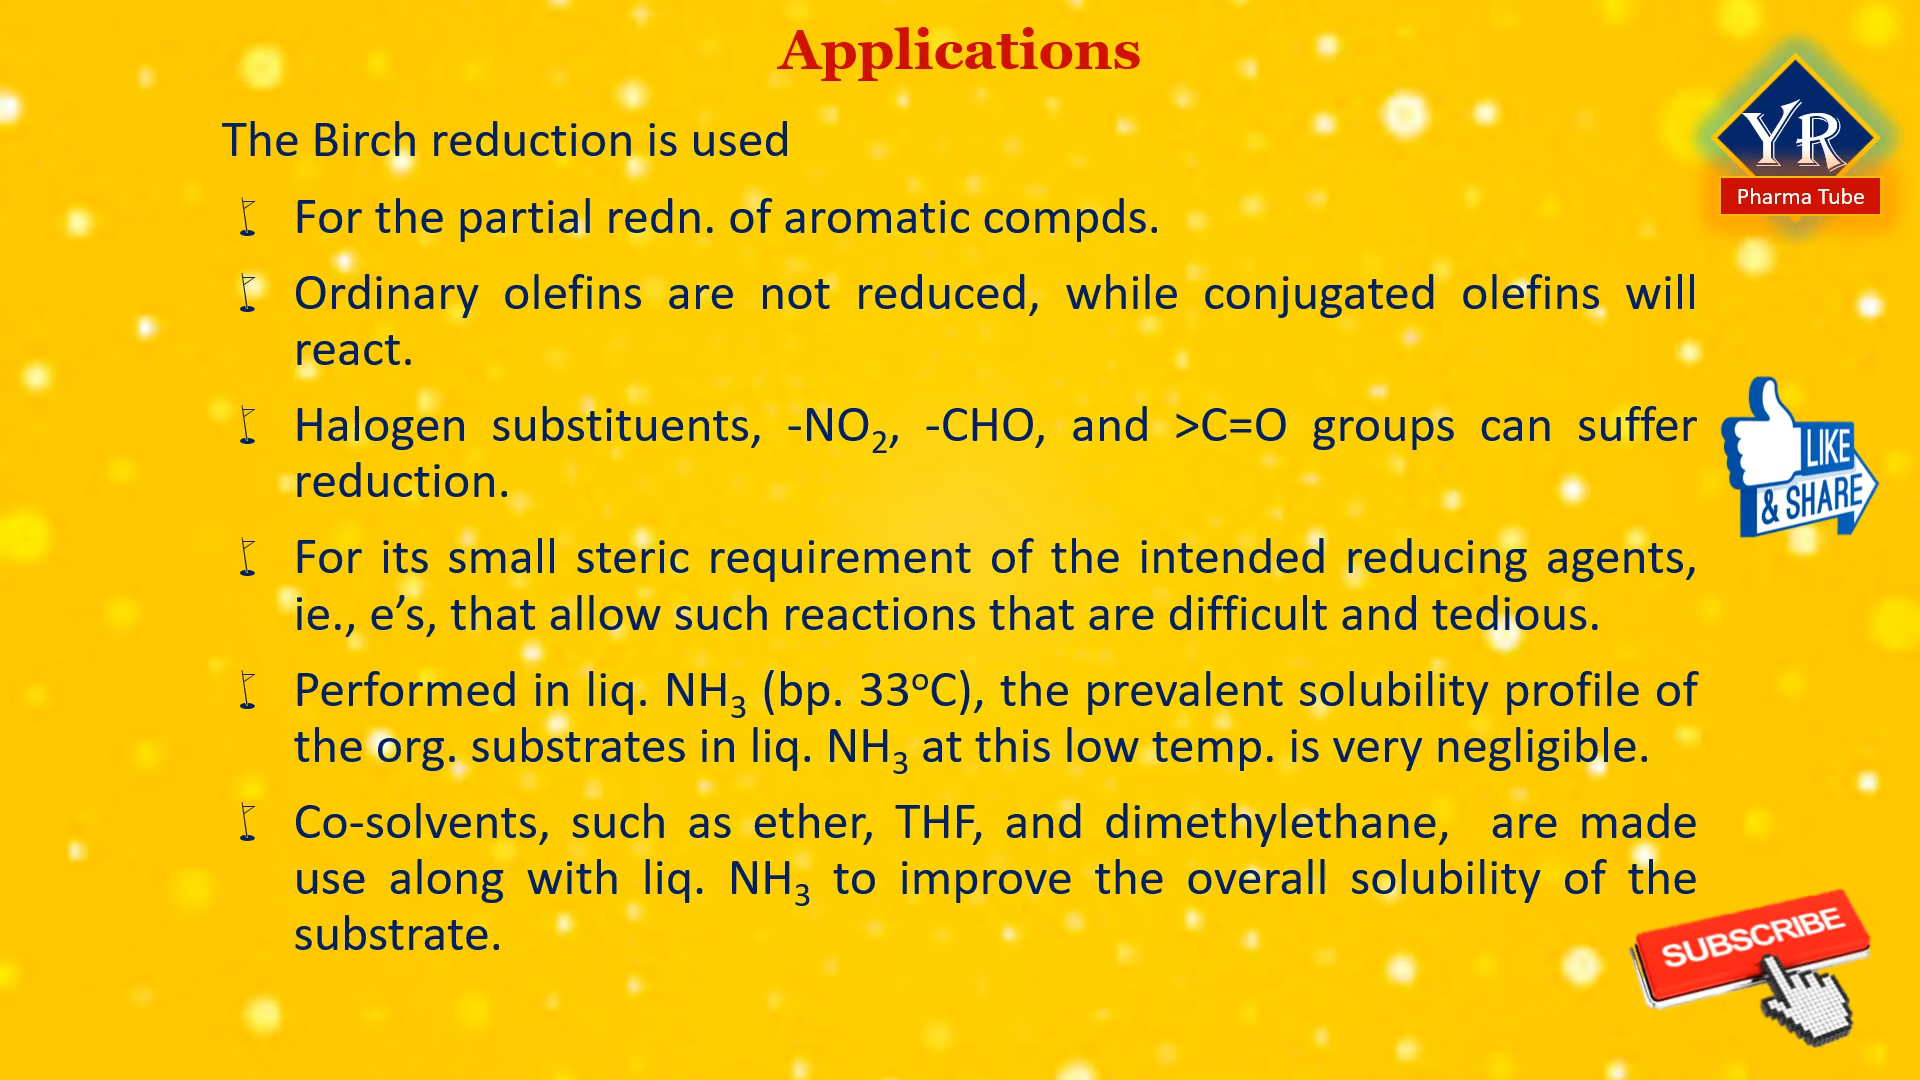 Applications
YR
Pharma Tube
The Birch reduction is used
For the partial redn. of aromatic compds.
Ordinary olefins are not reduced, while conjugated olefins will
react.
Halogen substituents, -NO₂, -CHO, and >C=O groups can suffer
reduction.
For its small steric requirement of the intended reducing agents,
ie., e’s, that allow such reactions that are difficult and tedious.
Performed in liq. NH₃ (bp. 33ᵒC), the prevalent solubility profile of
the org. substrates in liq. NH₃ at this low temp. is very negligible.
Co-solvents, such as ether, THF, and dimethylethane, are made
use along with liq. NH₃ to improve the overall solubility of the
substrate.
LIKE
& SHARE
SUBSCRIBE